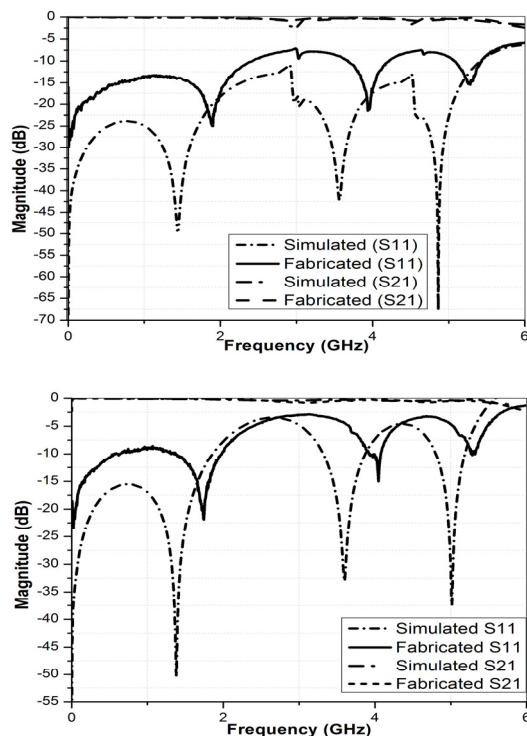 0
-5
-10
-15
-20
-25
-30
-35
-40
-45
-50
-55
-60
-65
-70
Magnitude (dB)
Simulated (S11)
Fabricated (S11)
Simulated (S21)
Fabricated (S21)
0 2 4 6
Frequency (GHz)
0
-5
-10
-15
-20
-25
-30
-35
-40
-45
-50
-55
Magnitude (dB)
Simulated S11
Fabricated S11
Simulated S21
Fabricated S21
0 2 4 6
Frequency (GHz)